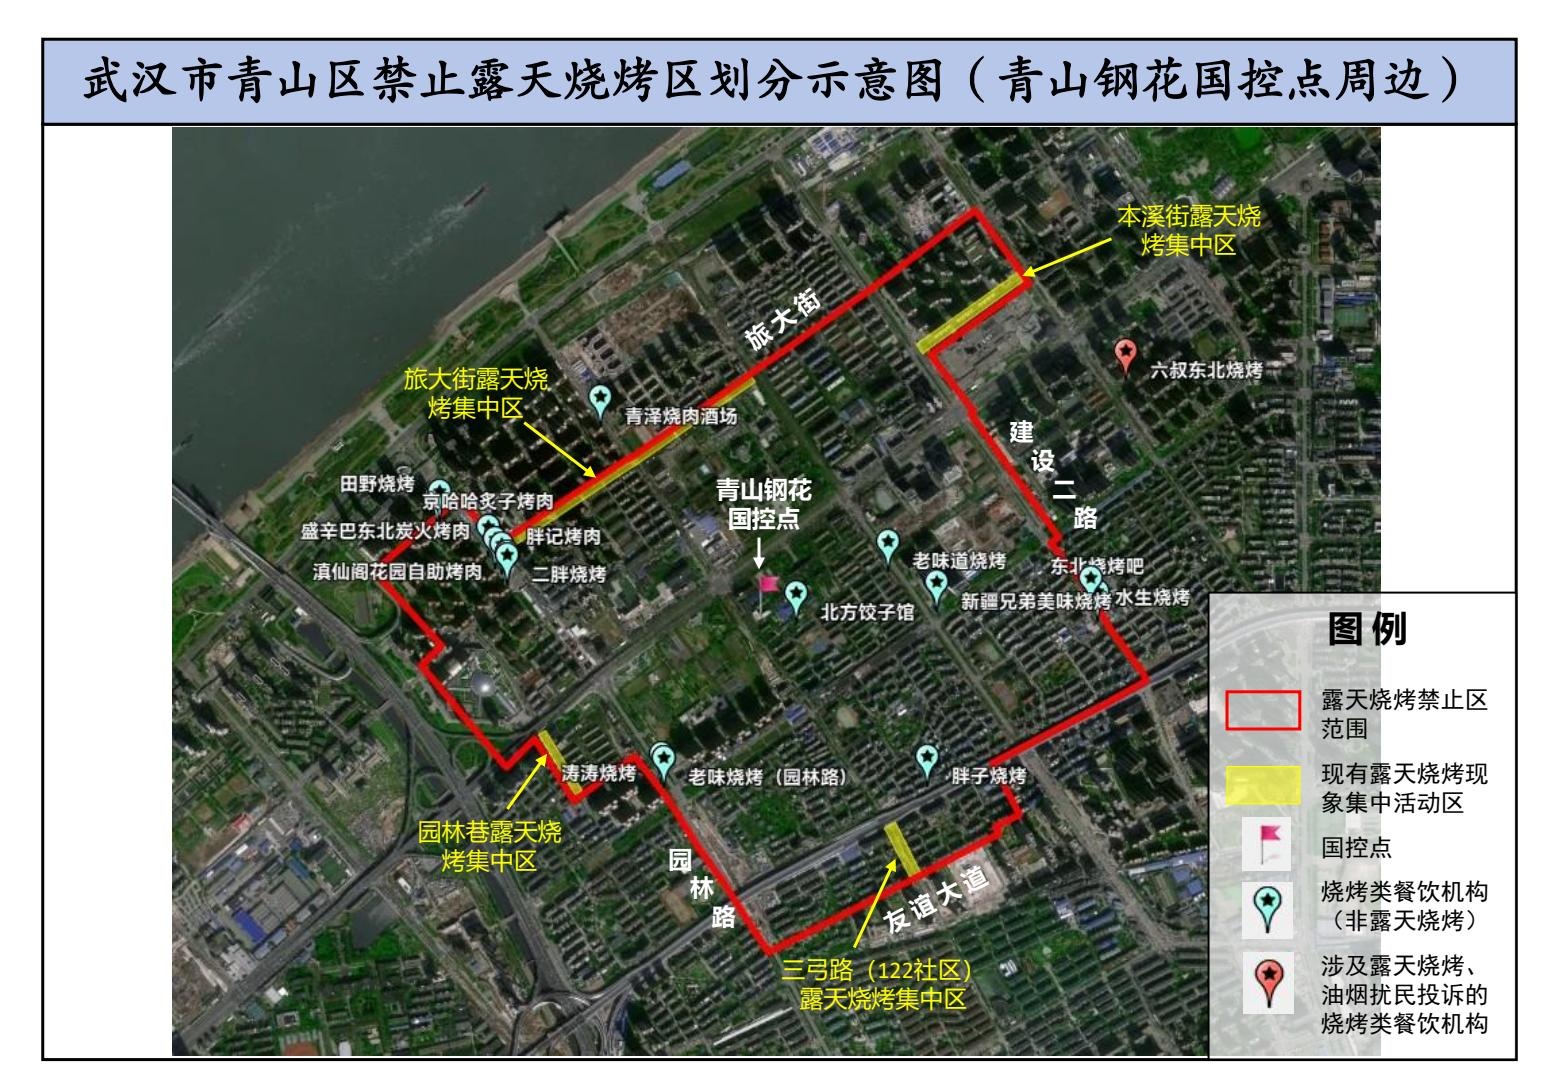 武汉市青山区禁止露天烧烤区划分示意图（青山钢花国控点周边）
本溪街露天烧
烤集中区
旅大街
六叔东北烧烤
旅大街露天烧
烤集中区
青泽烧肉酒场
建设二路
田野烧烤
京哈哈炙子烤肉
青山钢花
国控点
盛辛巴东北炭火烤肉
胖记烤肉
滇仙阁花园自助烤肉
二胖烧烤
老味道烧烤
东北烧烤吧
新疆兄弟美味烧烤
水生烧烤
北方饺子馆
涛涛烧烤
老味烧烤（园林路）
胖子烧烤
园林巷露天烧
烤集中区
园林路
友谊大道
三弓路（122社区）
露天烧烤集中区
图例
露天烧烤禁止区
范围
现有露天烧烤现
象集中活动区
国控点
烧烤类餐饮机构
（非露天烧烤）
涉及露天烧烤、
油烟扰民投诉的
烧烤类餐饮机构